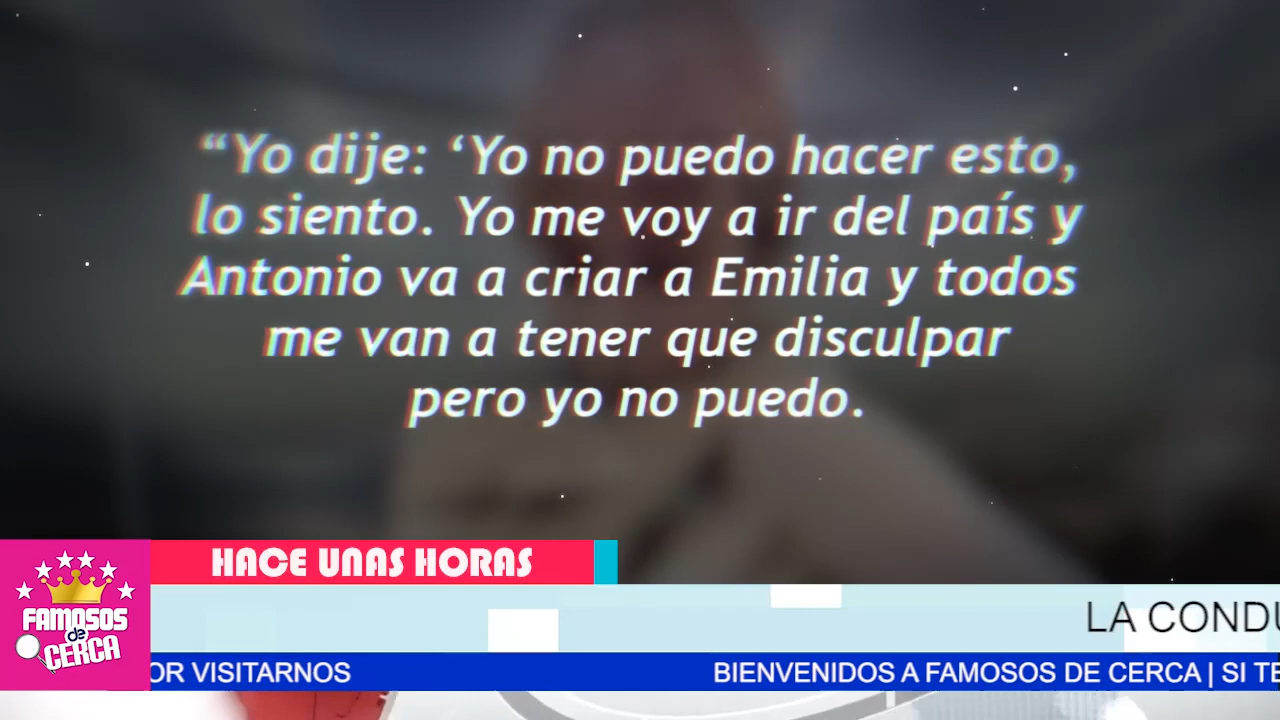 “Yo dije: ‘Yo no puedo hacer esto,
lo siento. Yo me voy a ir del país y
Antonio va a criar a Emilia y todos
me van a tener que disculpar
pero yo no puedo.
HACE UNAS HORAS
FAMOSOS
de
CERCA
LA CONDU
OR VISITARNOS
BIENVENIDOS A FAMOSOS DE CERCA | SI TE